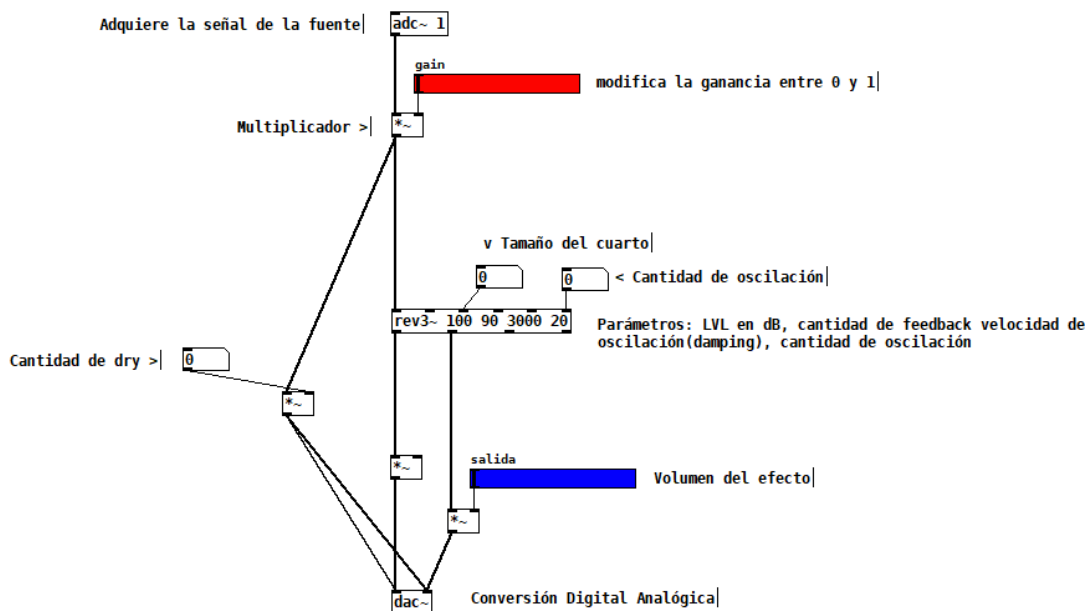 Adquiere la señal de la fuente
adc~ 1
gain
modifica la ganancia entre 0 y 1
Multiplicador >
*~
v Tamaño del cuarto
0
0
< Cantidad de oscilación
rev3~ 100 90 3000 20
Parámetros: LVL en dB, cantidad de feedback velocidad de
oscilación(damping), cantidad de oscilación
Cantidad de dry >
0
*~
*~
salida
Volumen del efecto
*~
dac~
Conversión Digital Analógica